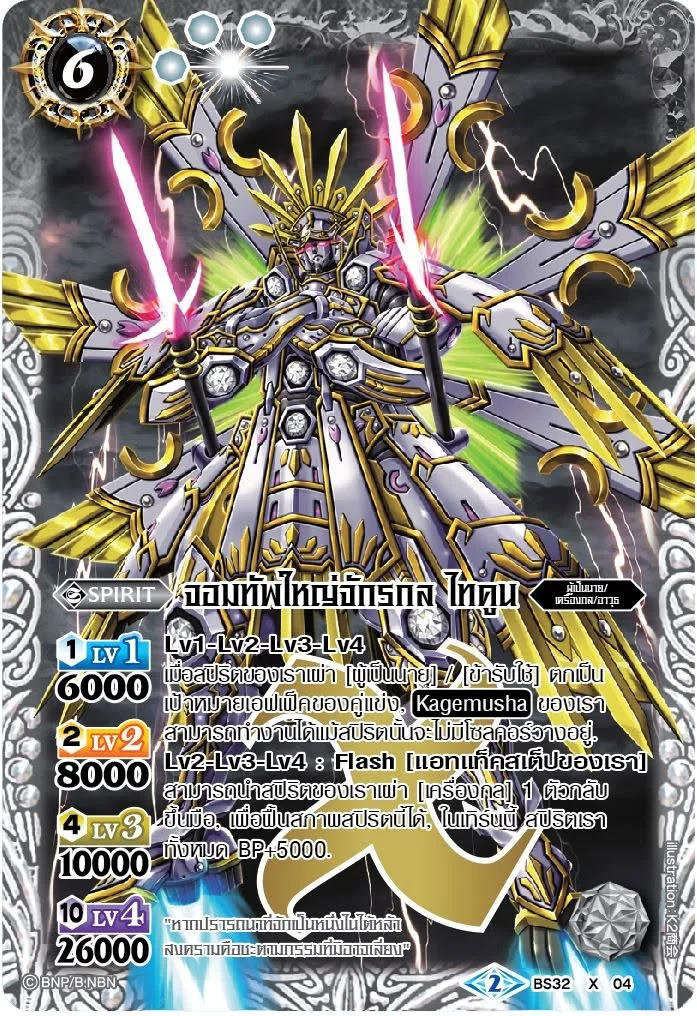 6
SPIRIT
จอมทัพใหญ่จักรกล ไทคูน
ผู้เป็นนาย/
เครื่องกล/อาวุธ
1 LV1
6000
2 LV2
8000
4 LV3
10000
10 LV4
26000
Lv1-Lv2-Lv3-Lv4
เมื่อสปิริตของเราเผ่า [ผู้เป็นนาย] / [ข้ารับใช้] ตกเป็น
เป้าหมายเอฟเฟ็คของคู่แข่ง, Kagemusha ของเรา
สามารถทำงานได้แม้สปิริตนั้นจะไม่มีโซลคอร์วางอยู่.
Lv2-Lv3-Lv4 : Flash [แอทแท็คสเต็ปของเรา]
สามารถนำสปิริตของเราเผ่า [เครื่องกล] 1 ตัวกลับ
ขึ้นมือ, เพื่อฟื้นสภาพสปิริตนี้ได้, ในเทิร์นนี้ สปิริตเรา
ทั้งหมด BP+5000.
"หากปรารถนาที่จักเป็นหนึ่งในใต้หล้า
สงครามคือชะตากรรมที่มิอาจเลี่ยง"
illustration : K2商会
©BNP/B,NBN
2
BS32 X 04